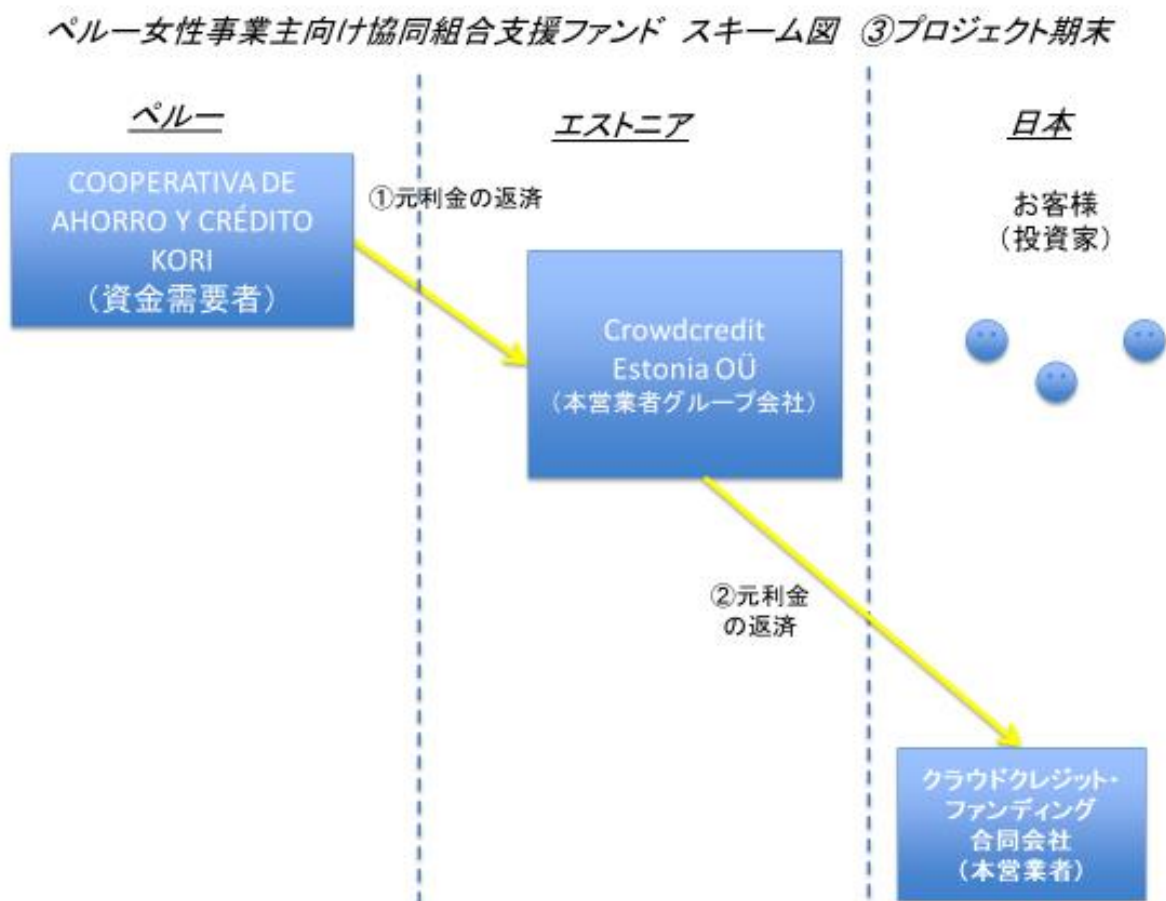 ペルー女性事業主向け協同組合支援ファンド スキーム図 ③プロジェクト期末
ペルー
エストニア
日本
COOPERATIVA DE
AHORRO Y CRÉDITO
KORI
（資金需要者）
①元利金の返済
Crowdcredit
Estonia OÜ
（本営業者グループ会社）
お客様
（投資家）
②元利金
の返済
クラウドクレジット・
ファンディング
合同会社
（本営業者）